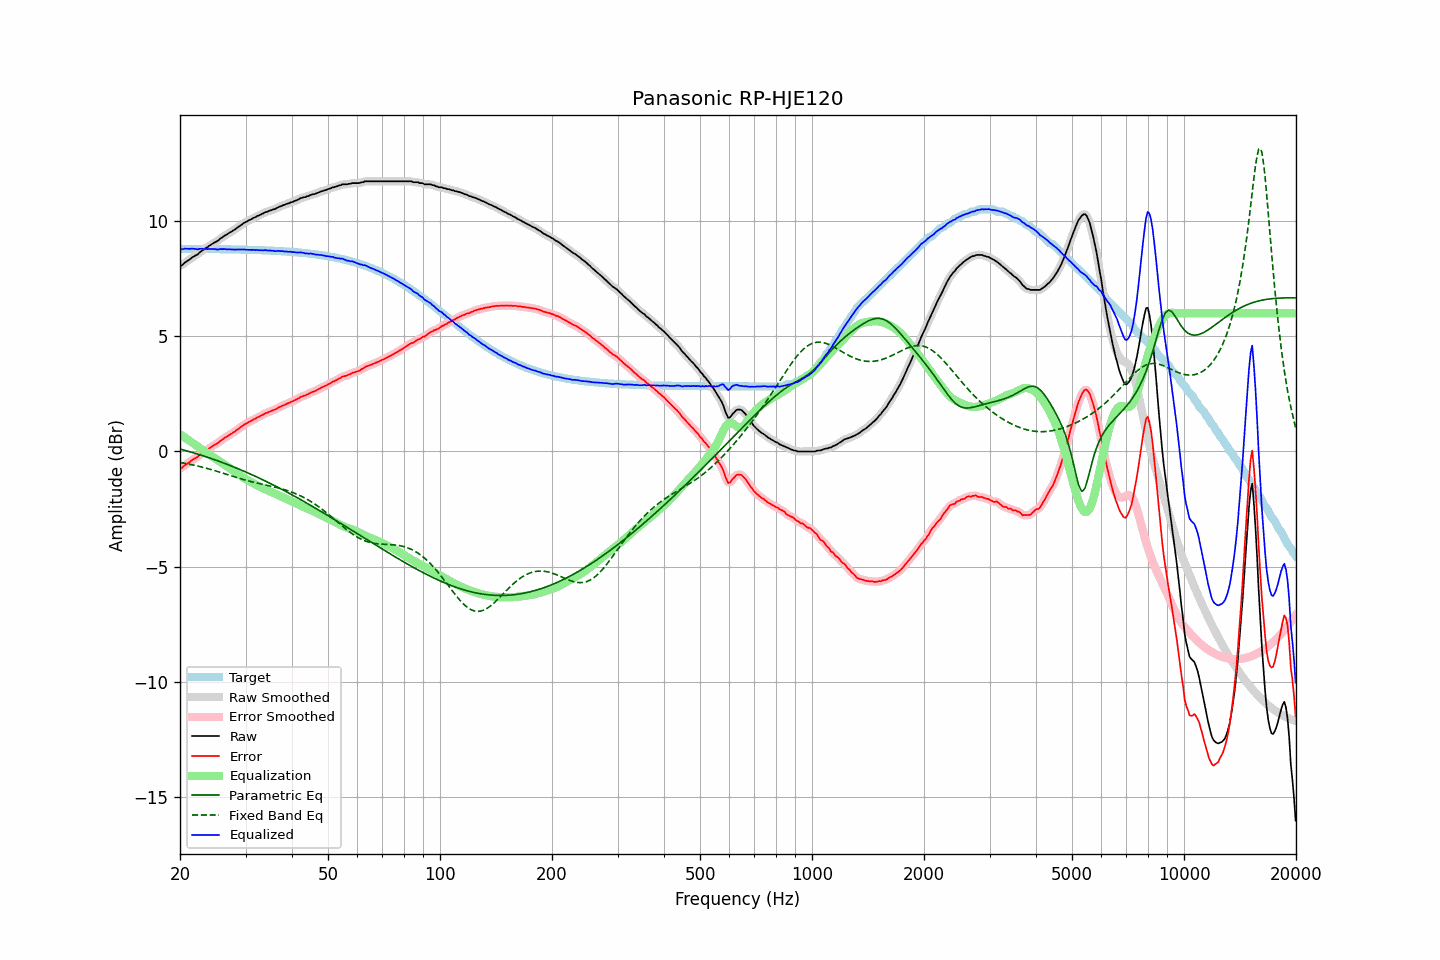 Panasonic RP-HJE120
Amplitude (dBr)
10
5
0
−5
−10
−15
Target
Raw Smoothed
Error Smoothed
Raw
Error
Equalization
Parametric Eq
Fixed Band Eq
Equalized
20 50 100 200 500 1000 2000 5000 10000 20000
Frequency (Hz)